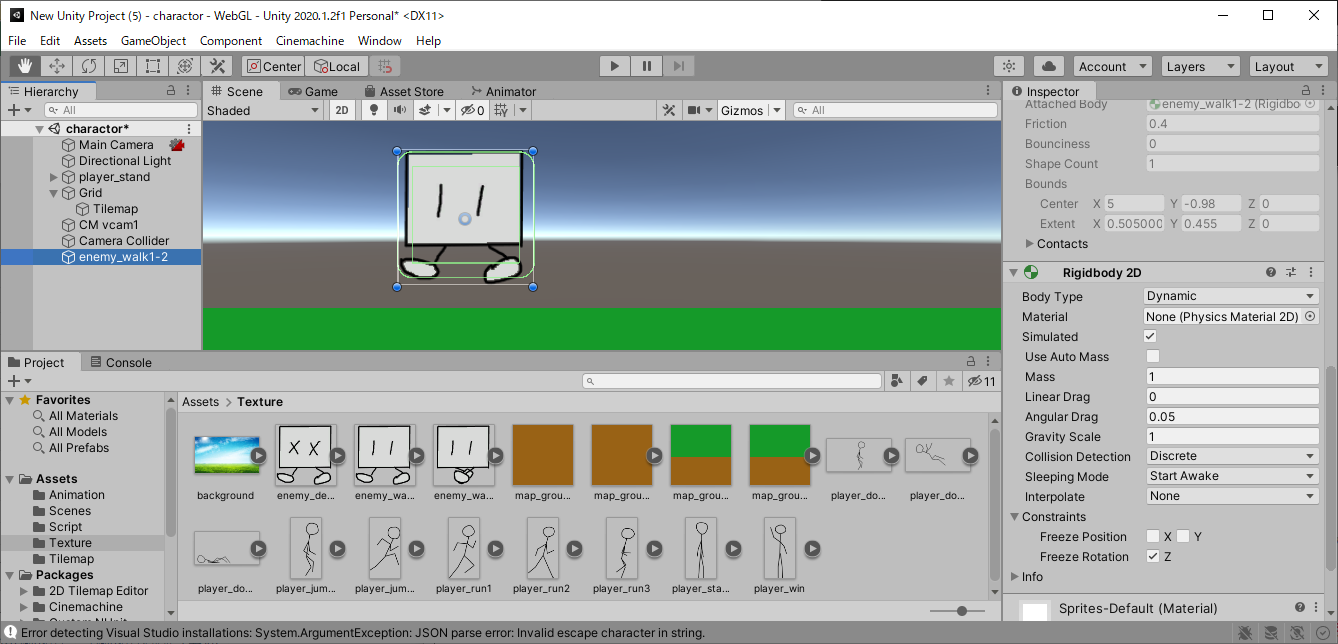 New Unity Project (5) - charactor - WebGL - Unity 2020.1.2f1 Personal* <DX11>
File Edit Assets GameObject Component Cinemachine Window Help
Center Local Account Layers Layout
Hierarchy
All
charactor*
Main Camera
Directional Light
player_stand
Grid
Tilemap
CM vcam1
Camera Collider
enemy_walk1-2
Scene Game Asset Store Animator
Shaded 2D 0 Gizmos All
Inspector
Attached Body enemy_walk1-2 (Rigidbo
Friction 0.4
Bounciness 0
Shape Count 1
Bounds
Center X 5 Y -0.98 Z 0
Extent X 0.505000 Y 0.455 Z 0
Contacts
Rigidbody 2D
Body Type Dynamic
Material None (Physics Material 2D)
Simulated
Use Auto Mass
Mass 1
Linear Drag 0
Angular Drag 0.05
Gravity Scale 1
Collision Detection Discrete
Sleeping Mode Start Awake
Interpolate None
Constraints
Freeze Position X Y
Freeze Rotation Z
Info
Sprites-Default (Material)
Project Console
11
Favorites
All Materials
All Models
All Prefabs
Assets
Animation
Scenes
Script
Texture
Tilemap
Packages
2D Tilemap Editor
Cinemachine
Assets > Texture
background enemy_de... enemy_wa... enemy_wa... map_grou... map_grou... map_grou... map_grou... player_do... player_do...
player_do... player_jum... player_jum... player_run1 player_run2 player_run3 player_sta... player_win
Error detecting Visual Studio Installations: System.ArgumentException: JSON parse error: Invalid escape character in string.